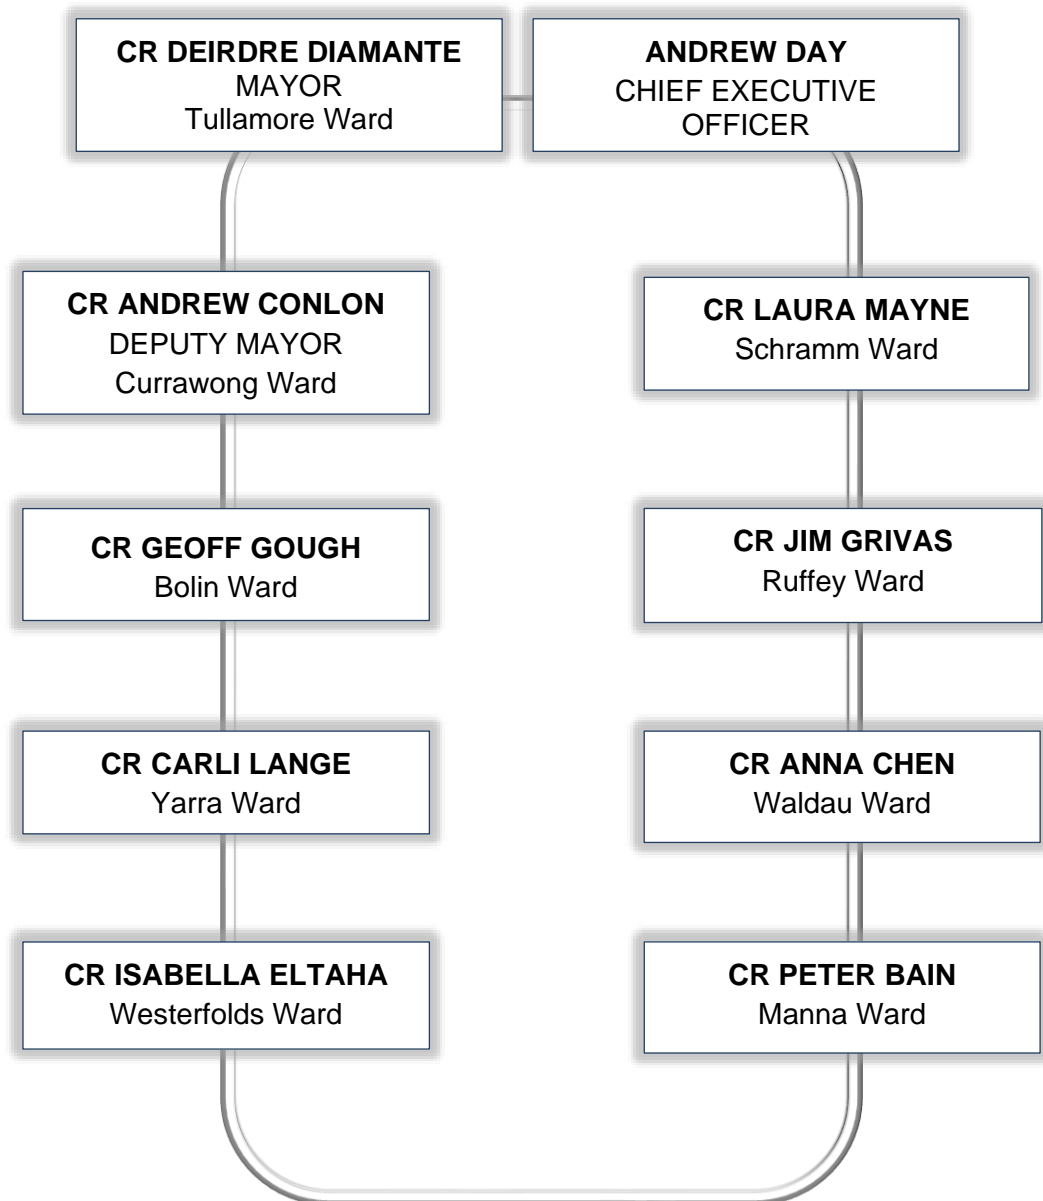 CR DEIRDRE DIAMANTE
MAYOR
Tullamore Ward
ANDREW DAY
CHIEF EXECUTIVE
OFFICER
CR ANDREW CONLON
DEPUTY MAYOR
Currawong Ward
CR LAURA MAYNE
Schramm Ward
CR GEOFF GOUGH
Bolin Ward
CR JIM GRIVAS
Ruffey Ward
CR CARLI LANGE
Yarra Ward
CR ANNA CHEN
Waldau Ward
CR ISABELLA ELTAHA
Westerfolds Ward
CR PETER BAIN
Manna Ward